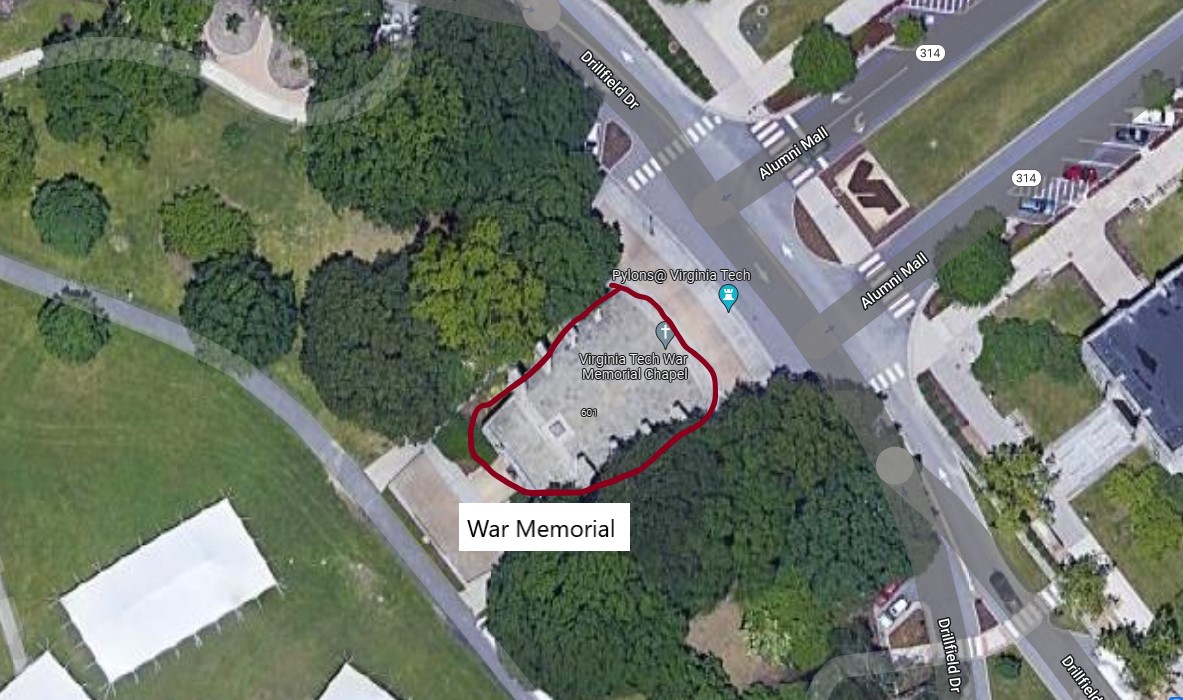 Drillfield Dr
314
Alumni Mall
VT
314
Alumni Mall
Pylons@ Virginia Tech
Virginia Tech War
Memorial Chapel
601
War Memorial
Drillfield Dr
Drillfield